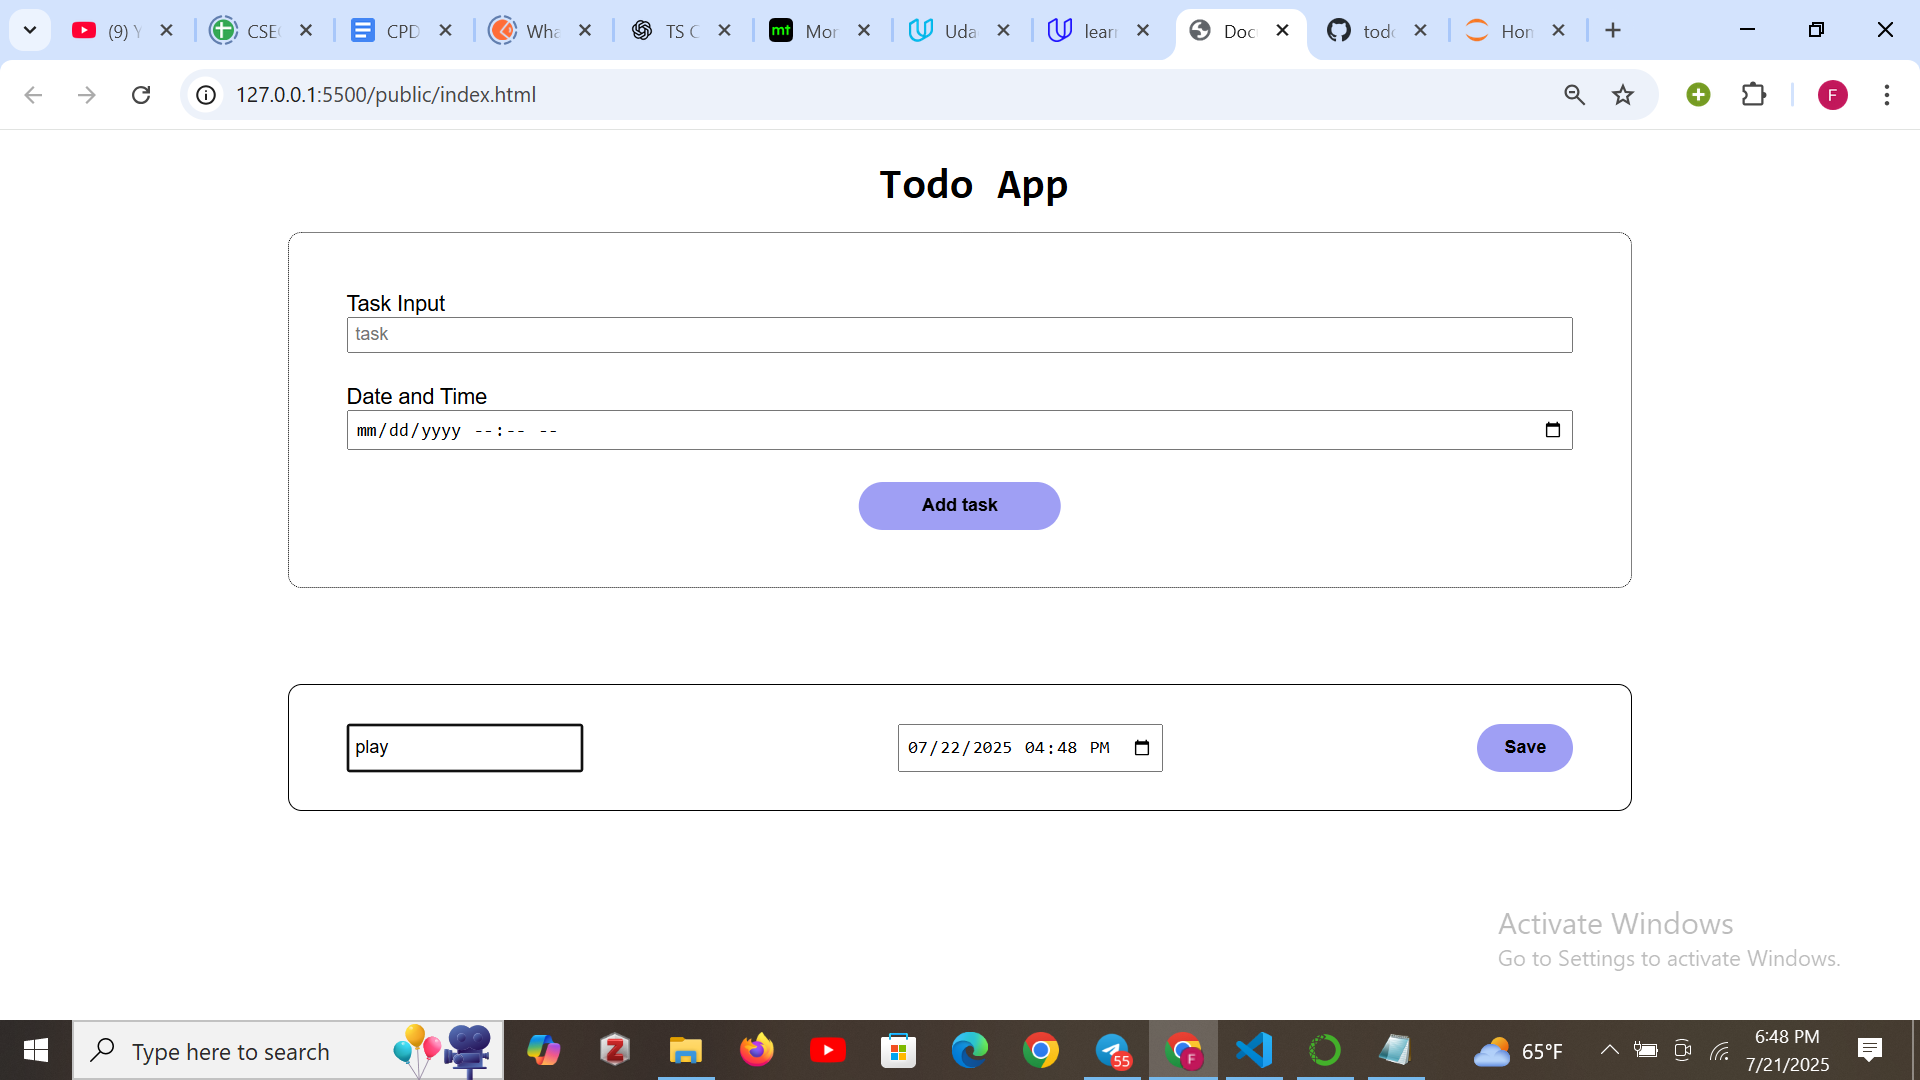 (9) Y
CSE
CPD
Wha
TS C
Mor
Uda
lear
Doc
todo
Hom
127.0.0.1:5500/public/index.html
F
Todo App
Task Input
task
Date and Time
mm/dd/yyyy --:-- --
Add task
play
07/22/2025 04:48 PM
Save
Activate Windows
Go to Settings to activate Windows.
Type here to search
55
F
65°F
6:48 PM
7/21/2025